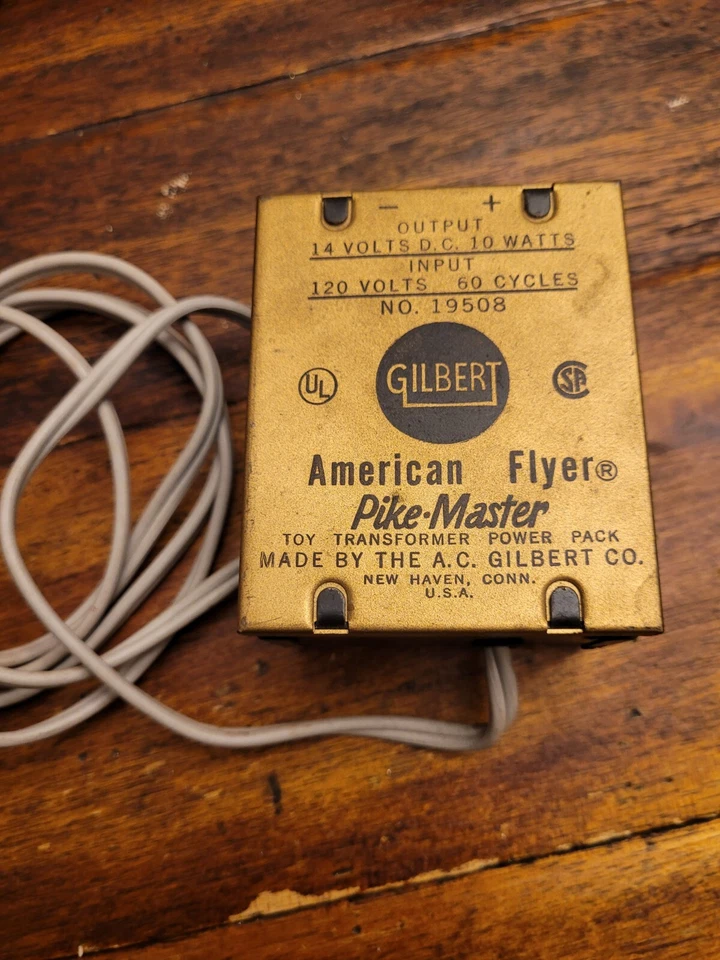 - +
OUTPUT
14 VOLTS D.C. 10 WATTS
INPUT
120 VOLTS 60 CYCLES
NO. 19508
UL GILBERT SA
American Flyer®
Pike-Master
TOY TRANSFORMER POWER PACK
MADE BY THE A.C. GILBERT CO.
NEW HAVEN, CONN.
U.S.A.